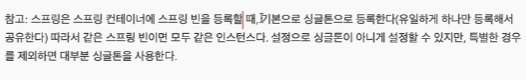 참고: 스프링은 스프링 컨테이너에 스프링 빈을 등록할 때, 기본으로 싱글톤으로 등록한다(유일하게 하나만 등록해서
공유한다) 따라서 같은 스프링 빈이면 모두 같은 인스턴스다. 설정으로 싱글톤이 아니게 설정할 수 있지만, 특별한 경우
를 제외하면 대부분 싱글톤을 사용한다.